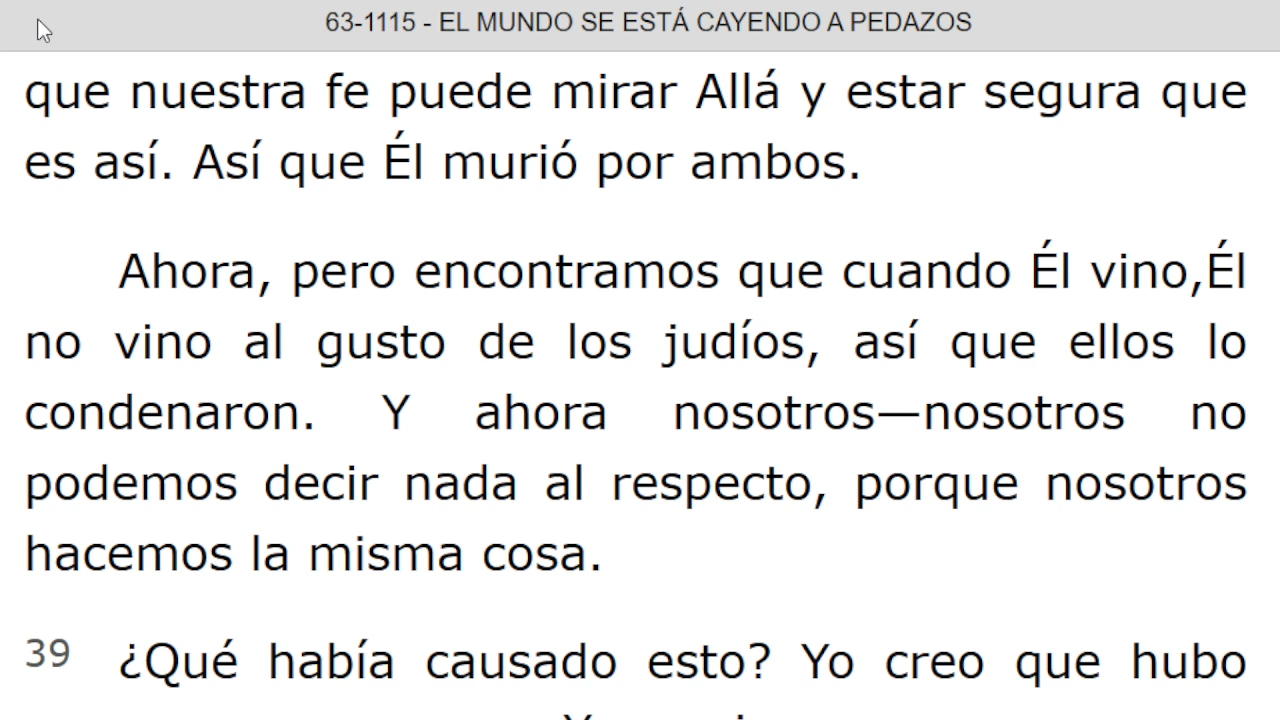 63-1115 - EL MUNDO SE ESTÁ CAYENDO A PEDAZOS
que nuestra fe puede mirar Allá y estar segura que
es así. Así que Él murió por ambos.
Ahora, pero encontramos que cuando Él vino,Él
no vino al gusto de los judíos, así que ellos lo
condenaron. Y ahora nosotros—nosotros no
podemos decir nada al respecto, porque nosotros
hacemos la misma cosa.
39 ¿Qué había causado esto? Yo creo que hubo